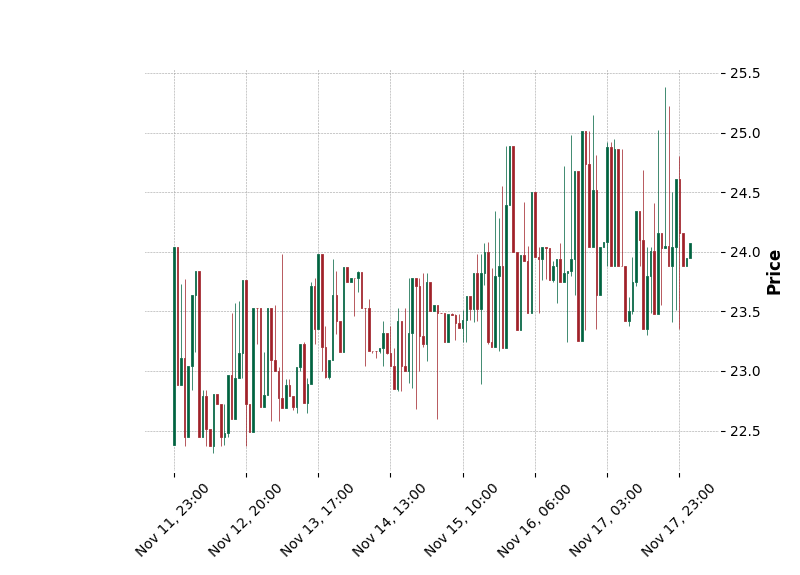 25.5
25.0
24.5
24.0
23.5
23.0
22.5
Price
Nov 11, 23:00
Nov 12, 20:00
Nov 13, 17:00
Nov 14, 13:00
Nov 15, 10:00
Nov 16, 06:00
Nov 17, 03:00
Nov 17, 23:00